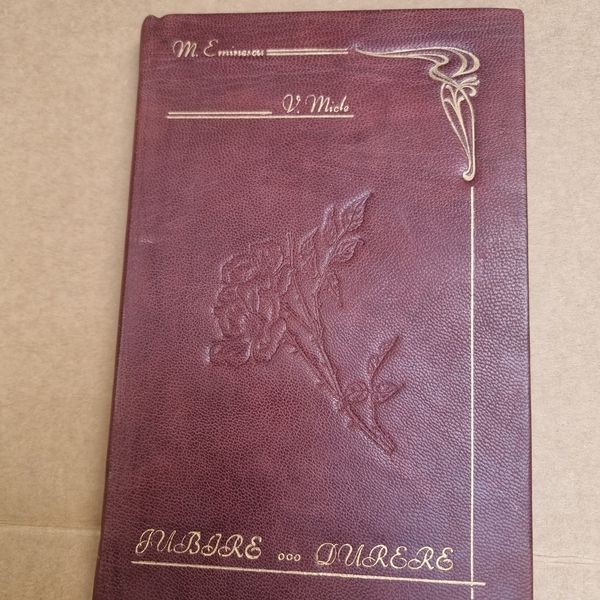 M. Eminescu
V. Micle
IUBIRE ... DURERE